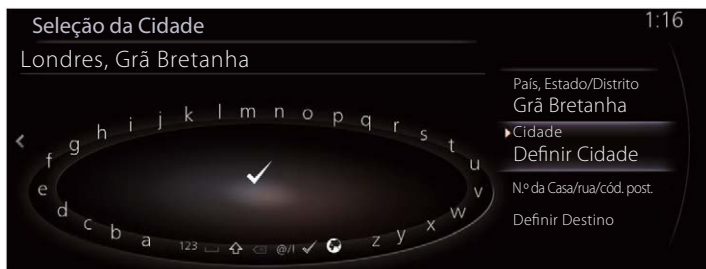 Seleção da Cidade
1:16
Londres, Grã Bretanha
País, Estado/Distrito
Grã Bretanha
Cidade
Definir Cidade
N.º da Casa/rua/cód. post.
Definir Destino
a b c d e f g h i j k l m n o p q r s t u v w x y z
123 @/!